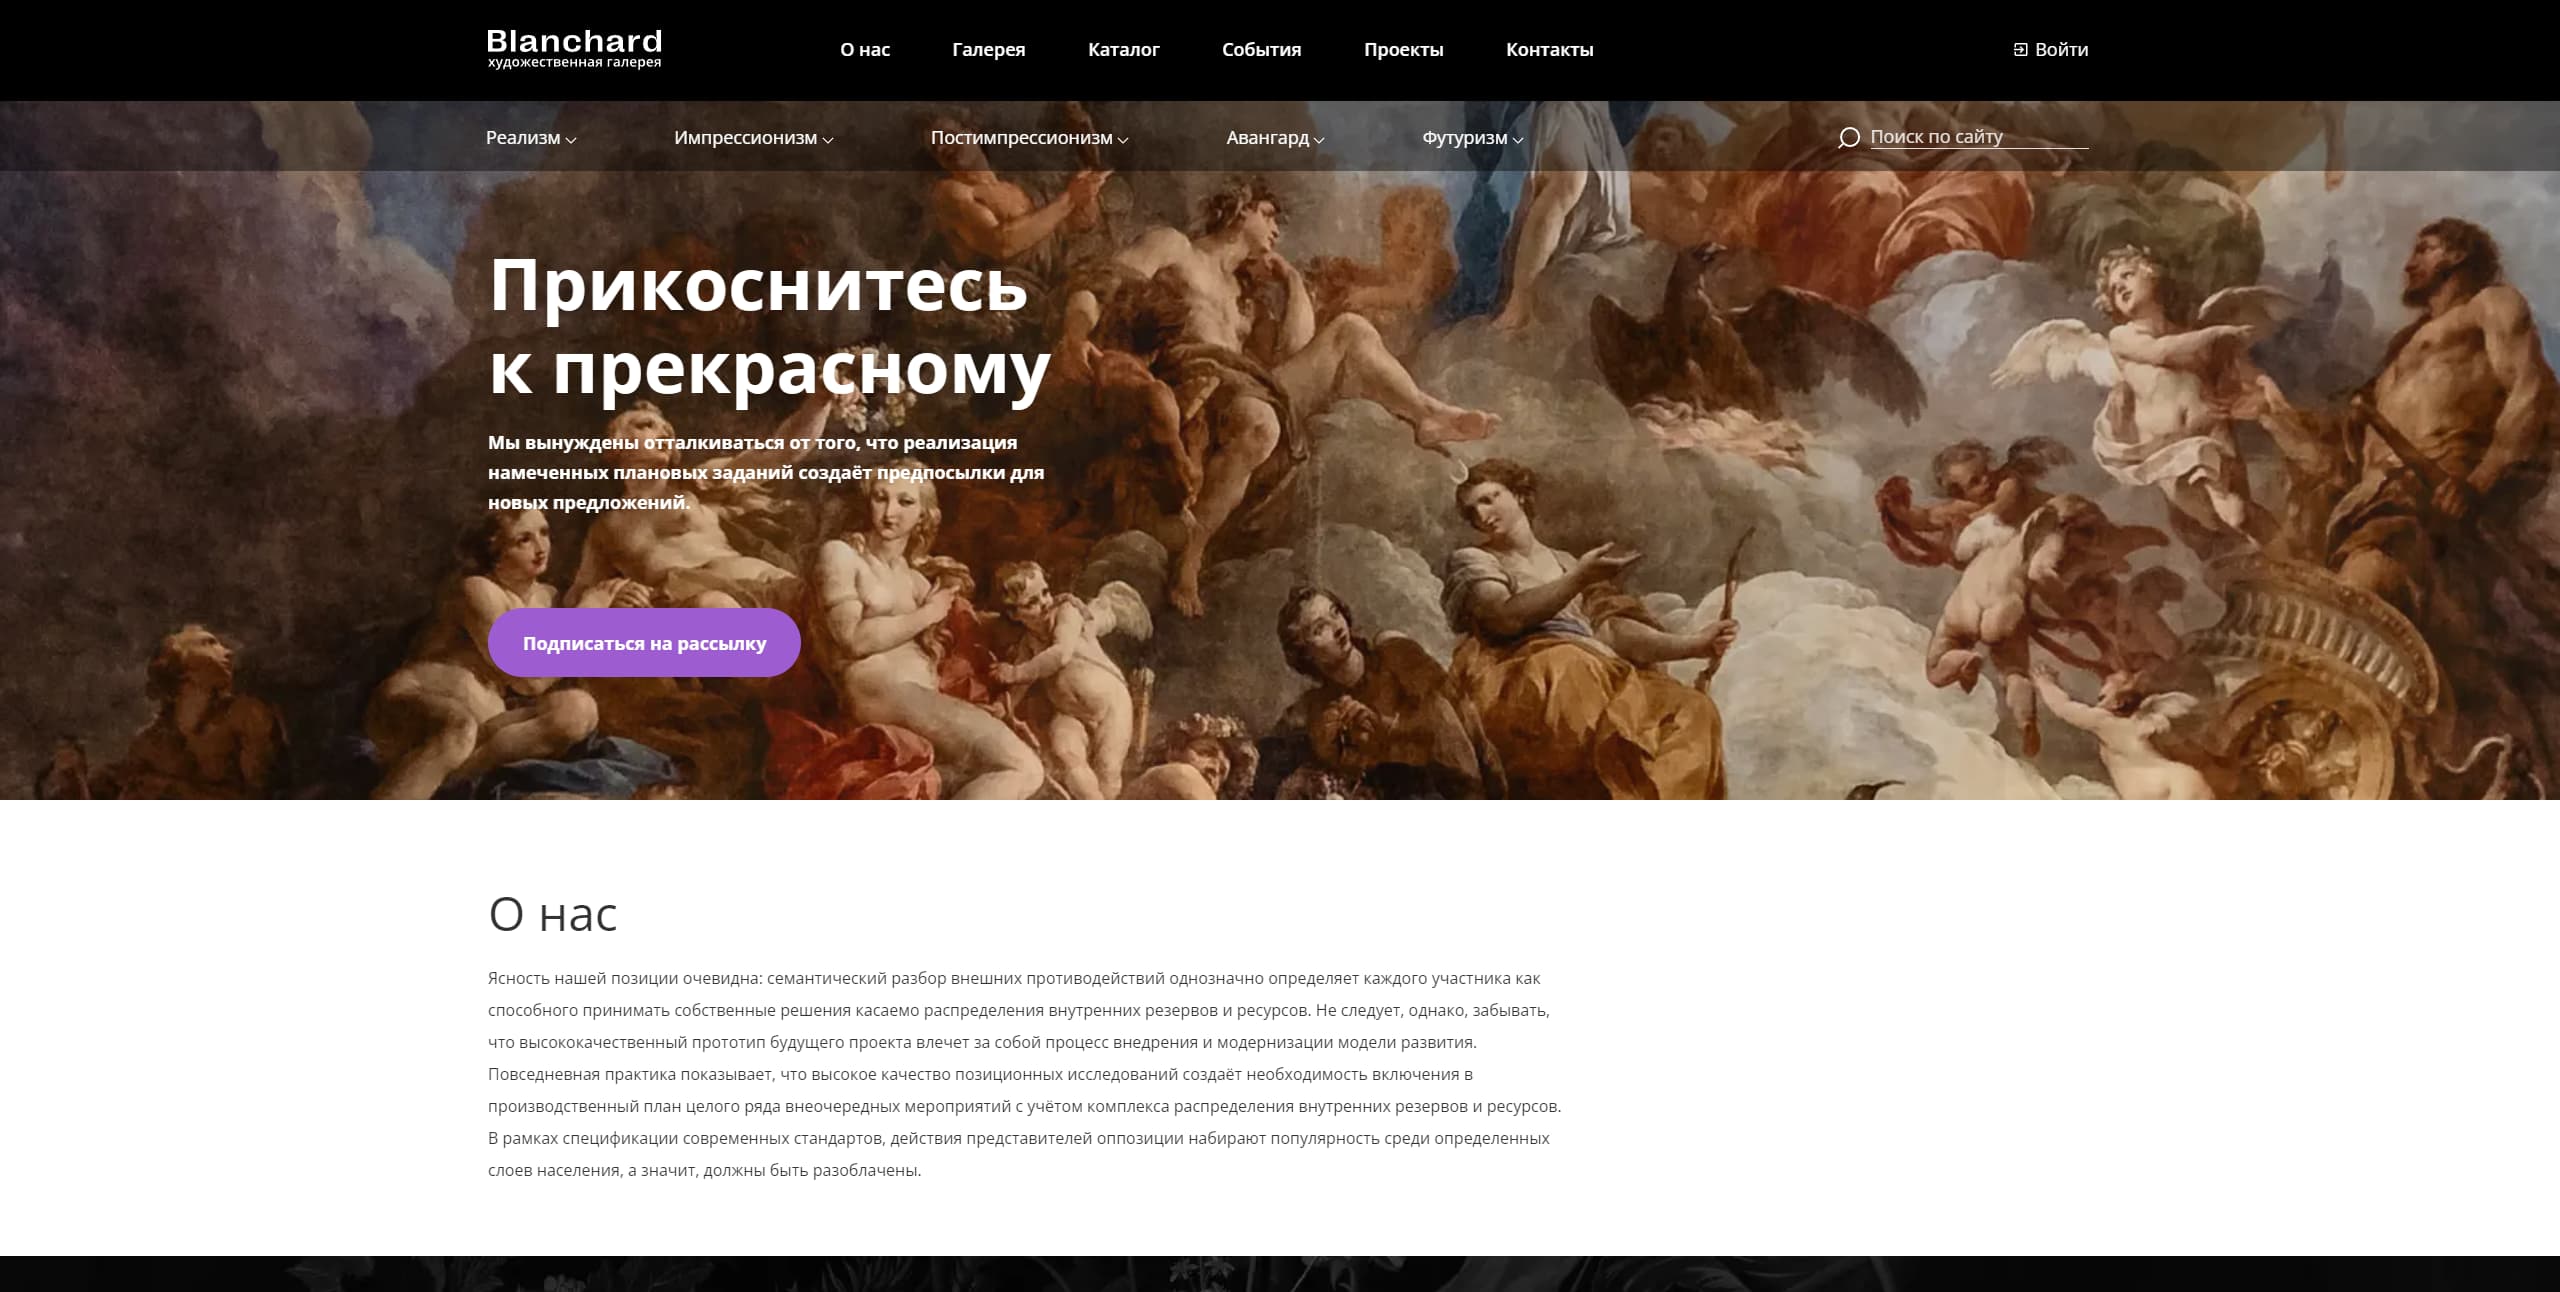 Blanchard
художественная галерея
О нас
Галерея
Каталог
События
Проекты
Контакты
Войти
Реализм
Импрессионизм
Постимпрессионизм
Авангард
Футуризм
Поиск по сайту
Прикоснитесь
к прекрасному
Мы вынуждены отталкиваться от того, что реализация
намеченных плановых заданий создаёт предпосылки для
новых предложений.
Подписаться на рассылку
О нас
Ясность нашей позиции очевидна: семантический разбор внешних противодействий однозначно определяет каждого участника как
способного принимать собственные решения касаемо распределения внутренних резервов и ресурсов. Не следует, однако, забывать,
что высококачественный прототип будущего проекта влечет за собой процесс внедрения и модернизации модели развития.
Повседневная практика показывает, что высокое качество позиционных исследований создаёт необходимость включения в
производственный план целого ряда внеочередных мероприятий с учётом комплекса распределения внутренних резервов и ресурсов.
В рамках спецификации современных стандартов, действия представителей оппозиции набирают популярность среди определенных
слоев населения, а значит, должны быть разоблачены.